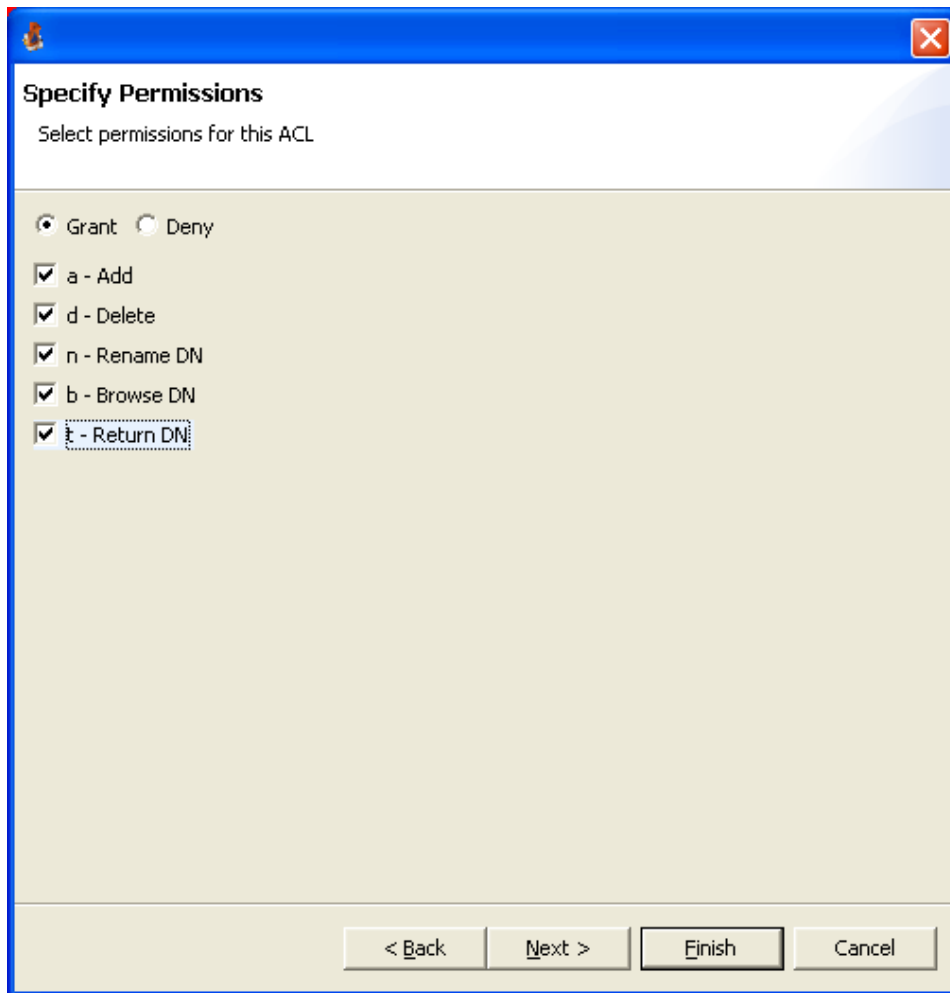 Specify Permissions
Select permissions for this ACL
Grant Deny
a - Add
d - Delete
n - Rename DN
b - Browse DN
t - Return DN
< Back Next > Finish Cancel